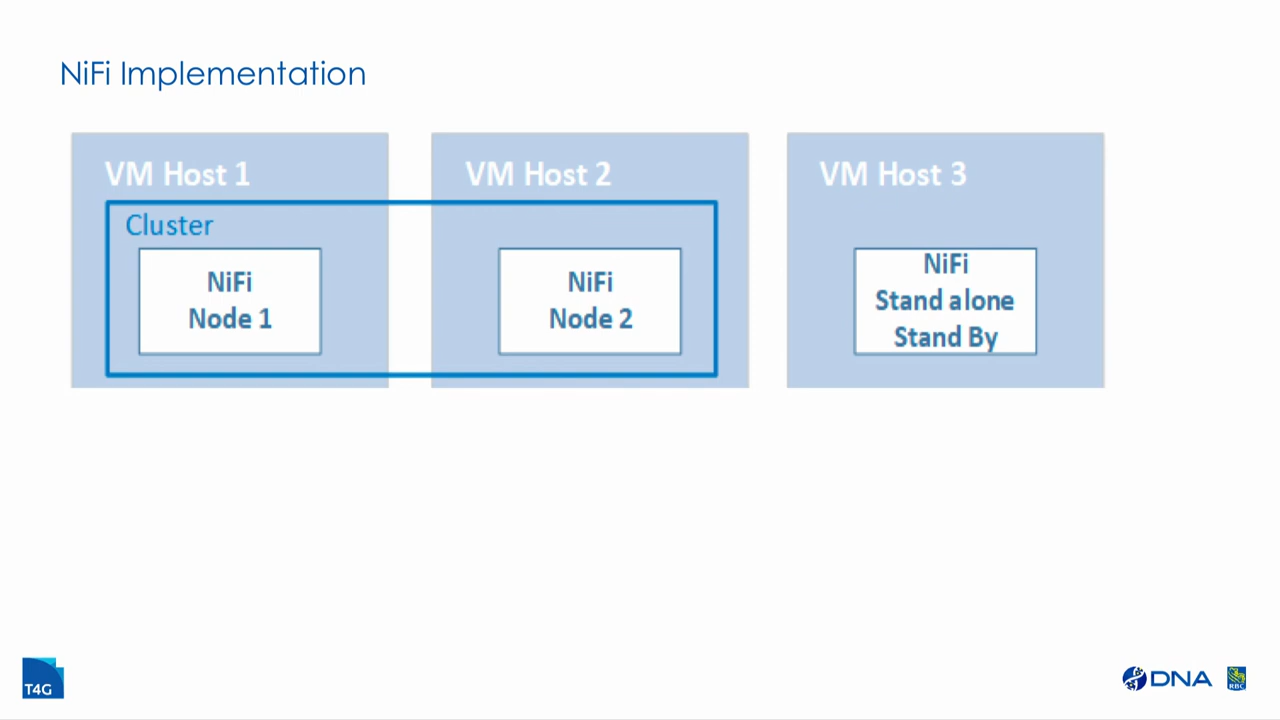 NiFi Implementation
VM Host 1
VM Host 2
VM Host 3
Cluster
NiFi
Node 1
NiFi
Node 2
NiFi
Stand alone
Stand By
T4G
DNA
RBC